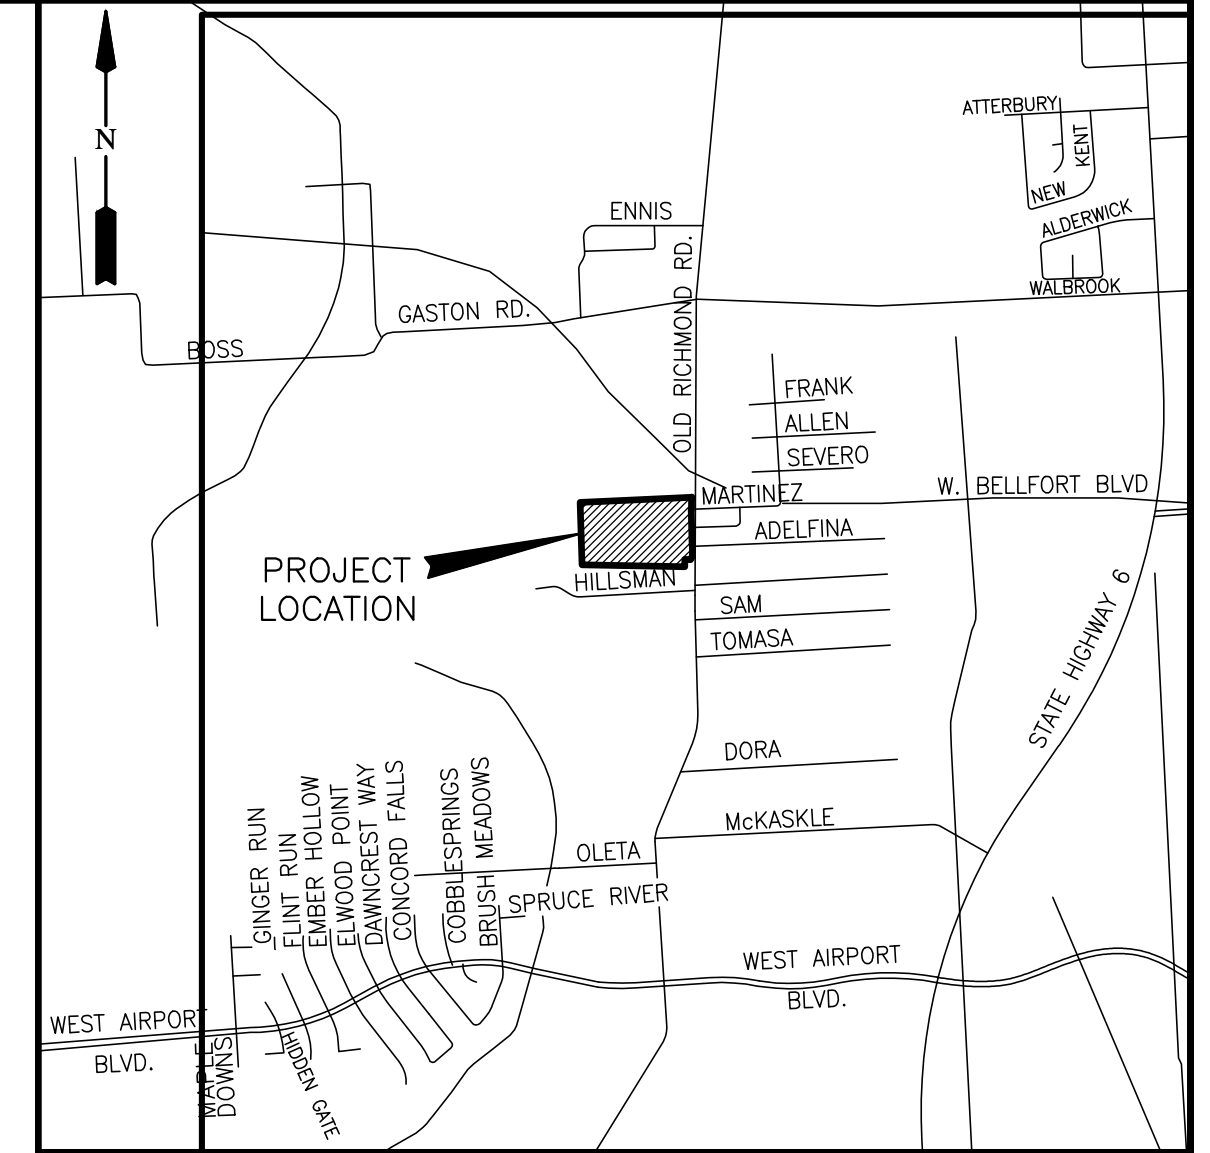 N
ATTERBURY
KENT
NEW
ENNIS
ALDERWICK
WALBROOK
OLD RICHMOND RD.
GASTON RD.
BOSS
FRANK
ALLEN
SEVERO
MARTINEZ
W. BELLFORT BLVD
ADELFINA
PROJECT
LOCATION
HILLSMAN
SAM
TOMASA
STATE HIGHWAY 6
DORA
McKASKLE
OLETA
SPRUCE RIVER
GINGER RUN
FLINT RUN
EMBER HOLLOW
ELWOOD POINT
DAWNCREST WAY
CONCORD FALLS
COBBLESPRINGS
BRUSH MEADOWS
WEST AIRPORT
BLVD.
WEST AIRPORT
BLVD.
MAPLE
DOWNS
HIDDEN GATE